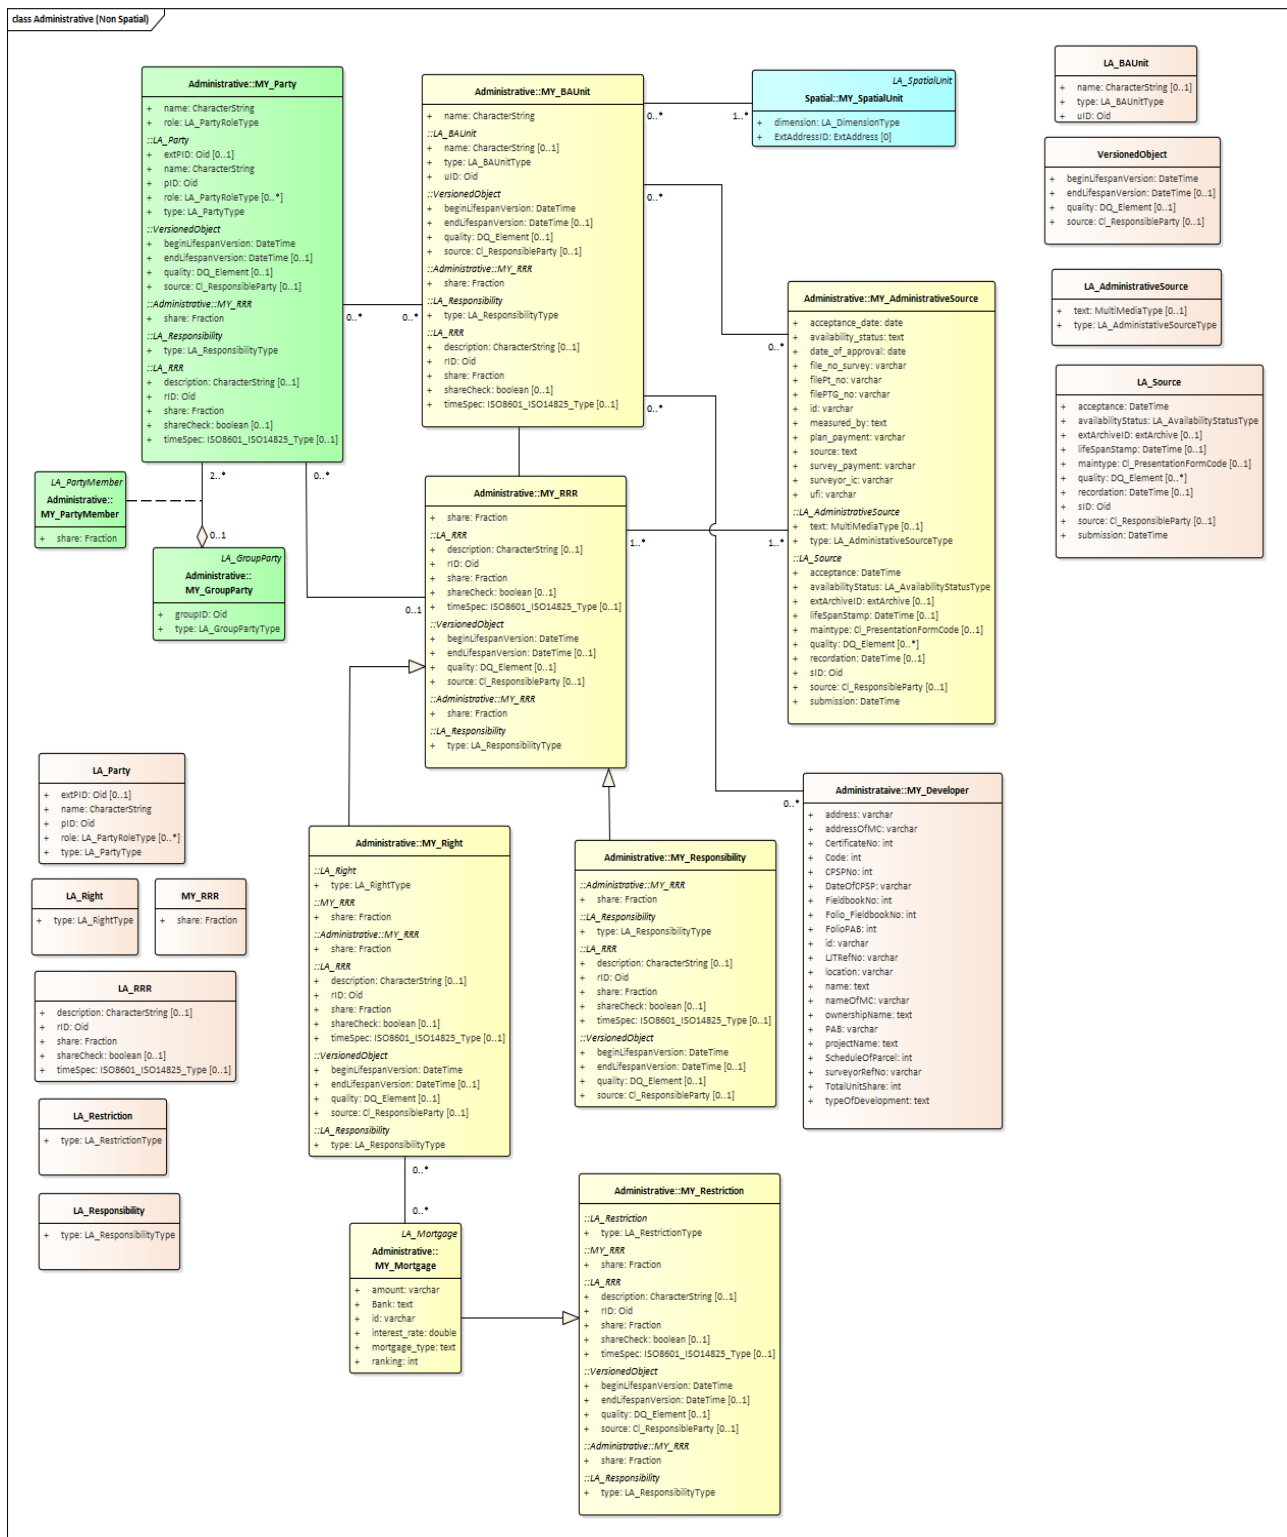 class Administrative (Non Spatial)
Administrative::MY_Party
+ name: CharacterString
+ role: LA_PartyRoleType
::LA_Party
+ extPID: Oid [0..1]
+ name: CharacterString
+ pID: Oid
+ role: LA_PartyRoleType [0..*]
+ type: LA_PartyType
::VersionedObject
+ beginLifespanVersion: DateTime
+ endLifespanVersion: DateTime [0..1]
+ quality: DQ_Element [0..1]
+ source: CI_ResponsibleParty [0..1]
::Administrative::MY_RRR
+ share: Fraction
::LA_Responsibility
+ type: LA_ResponsibilityType
::LA_RRR
+ description: CharacterString [0..1]
+ rID: Oid
+ share: Fraction
+ shareCheck: boolean [0..1]
+ timeSpec: ISO8601_ISO14825_Type [0..1]
Administrative::MY_BAUnit
+ name: CharacterString
::LA_BAUnit
+ name: CharacterString [0..1]
+ type: LA_BAUnitType
+ uID: Oid
::VersionedObject
+ beginLifespanVersion: DateTime
+ endLifespanVersion: DateTime [0..1]
+ quality: DQ_Element [0..1]
+ source: CI_ResponsibleParty [0..1]
::Administrative::MY_RRR
+ share: Fraction
::LA_Responsibility
+ type: LA_ResponsibilityType
::LA_RRR
+ description: CharacterString [0..1]
+ rID: Oid
+ share: Fraction
+ shareCheck: boolean [0..1]
+ timeSpec: ISO8601_ISO14825_Type [0..1]
LA_SpatialUnit
Spatial::MY_SpatialUnit
+ dimension: LA_DimensionType
+ ExtAddressID: ExtAddress [0]
0..*
1..*
0..*
0..*
0..*
0..*
0..*
LA_BAUnit
+ name: CharacterString [0..1]
+ type: LA_BAUnitType
+ uID: Oid
VersionedObject
+ beginLifespanVersion: DateTime
+ endLifespanVersion: DateTime [0..1]
+ quality: DQ_Element [0..1]
+ source: CI_ResponsibleParty [0..1]
LA_AdministrativeSource
+ text: MultiMediaType [0..1]
+ type: LA_AdministativeSourceType
LA_Source
+ acceptance: DateTime
+ availabilityStatus: LA_AvailabilityStatusType
+ extArchiveID: extArchive [0..1]
+ lifeSpanStamp: DateTime [0..1]
+ maintype: CI_PresentationFormCode [0..1]
+ quality: DQ_Element [0..*]
+ recordation: DateTime [0..1]
+ sID: Oid
+ source: CI_ResponsibleParty [0..1]
+ submission: DateTime
Administrative::MY_AdministrativeSource
+ acceptance_date: date
+ availability_status: text
+ date_of_approval: date
+ file_no_survey: varchar
+ filePt_no: varchar
+ filePTG_no: varchar
+ id: varchar
+ measured_by: text
+ plan_payment: varchar
+ source: text
+ survey_payment: varchar
+ surveyor_ic: varchar
+ ufi: varchar
::LA_AdministrativeSource
+ text: MultiMediaType [0..1]
+ type: LA_AdministativeSourceType
::LA_Source
+ acceptance: DateTime
+ availabilityStatus: LA_AvailabilityStatusType
+ extArchiveID: extArchive [0..1]
+ lifeSpanStamp: DateTime [0..1]
+ maintype: CI_PresentationFormCode [0..1]
+ quality: DQ_Element [0..*]
+ recordation: DateTime [0..1]
+ sID: Oid
+ source: CI_ResponsibleParty [0..1]
+ submission: DateTime
2..*
0..*
0..1
LA_PartyMember
Administrative::
MY_PartyMember
+ share: Fraction
LA_GroupParty
Administrative::
MY_GroupParty
+ groupID: Oid
+ type: LA_GroupPartyType
0..1
1..*
1..*
Administrative::MY_RRR
+ share: Fraction
::LA_RRR
+ description: CharacterString [0..1]
+ rID: Oid
+ share: Fraction
+ shareCheck: boolean [0..1]
+ timeSpec: ISO8601_ISO14825_Type [0..1]
::VersionedObject
+ beginLifespanVersion: DateTime
+ endLifespanVersion: DateTime [0..1]
+ quality: DQ_Element [0..1]
+ source: CI_ResponsibleParty [0..1]
::Administrative::MY_RRR
+ share: Fraction
::LA_Responsibility
+ type: LA_ResponsibilityType
LA_Party
+ extPID: Oid [0..1]
+ name: CharacterString
+ pID: Oid
+ role: LA_PartyRoleType [0..*]
+ type: LA_PartyType
LA_Right
+ type: LA_RightType
MY_RRR
+ share: Fraction
LA_RRR
+ description: CharacterString [0..1]
+ rID: Oid
+ share: Fraction
+ shareCheck: boolean [0..1]
+ timeSpec: ISO8601_ISO14825_Type [0..1]
LA_Restriction
+ type: LA_RestrictionType
LA_Responsibility
+ type: LA_ResponsibilityType
Administrative::MY_Right
::LA_Right
+ type: LA_RightType
::MY_RRR
+ share: Fraction
::Administrative::MY_RRR
+ share: Fraction
::LA_RRR
+ description: CharacterString [0..1]
+ rID: Oid
+ share: Fraction
+ shareCheck: boolean [0..1]
+ timeSpec: ISO8601_ISO14825_Type [0..1]
::VersionedObject
+ beginLifespanVersion: DateTime
+ endLifespanVersion: DateTime [0..1]
+ quality: DQ_Element [0..1]
+ source: CI_ResponsibleParty [0..1]
::LA_Responsibility
+ type: LA_ResponsibilityType
Administrative::MY_Responsibility
::Administrative::MY_RRR
+ share: Fraction
::LA_Responsibility
+ type: LA_ResponsibilityType
::LA_RRR
+ description: CharacterString [0..1]
+ rID: Oid
+ share: Fraction
+ shareCheck: boolean [0..1]
+ timeSpec: ISO8601_ISO14825_Type [0..1]
::VersionedObject
+ beginLifespanVersion: DateTime
+ endLifespanVersion: DateTime [0..1]
+ quality: DQ_Element [0..1]
+ source: CI_ResponsibleParty [0..1]
0..*
Administrataive::MY_Developer
+ address: varchar
+ addressOfMC: varchar
+ CertificateNo: int
+ Code: int
+ CPSPNo: int
+ DateOfCPSP: varchar
+ FieldbookNo: int
+ Folio_FieldbookNo: int
+ FolioPAB: int
+ id: varchar
+ LJTRefNo: varchar
+ location: varchar
+ name: text
+ nameOfMC: varchar
+ ownershipName: text
+ PAB: varchar
+ projectName: text
+ ScheduleOfParcel: int
+ surveyorRefNo: varchar
+ TotalUnitShare: int
+ typeOfDevelopment: text
0..*
0..*
LA_Mortgage
Administrative::
MY_Mortgage
+ amount: varchar
+ Bank: text
+ id: varchar
+ interest_rate: double
+ mortgage_type: text
+ ranking: int
Administrative::MY_Restriction
::LA_Restriction
+ type: LA_RestrictionType
::MY_RRR
+ share: Fraction
::LA_RRR
+ description: CharacterString [0..1]
+ rID: Oid
+ share: Fraction
+ shareCheck: boolean [0..1]
+ timeSpec: ISO8601_ISO14825_Type [0..1]
::VersionedObject
+ beginLifespanVersion: DateTime
+ endLifespanVersion: DateTime [0..1]
+ quality: DQ_Element [0..1]
+ source: CI_ResponsibleParty [0..1]
::Administrative::MY_RRR
+ share: Fraction
::LA_Responsibility
+ type: LA_ResponsibilityType